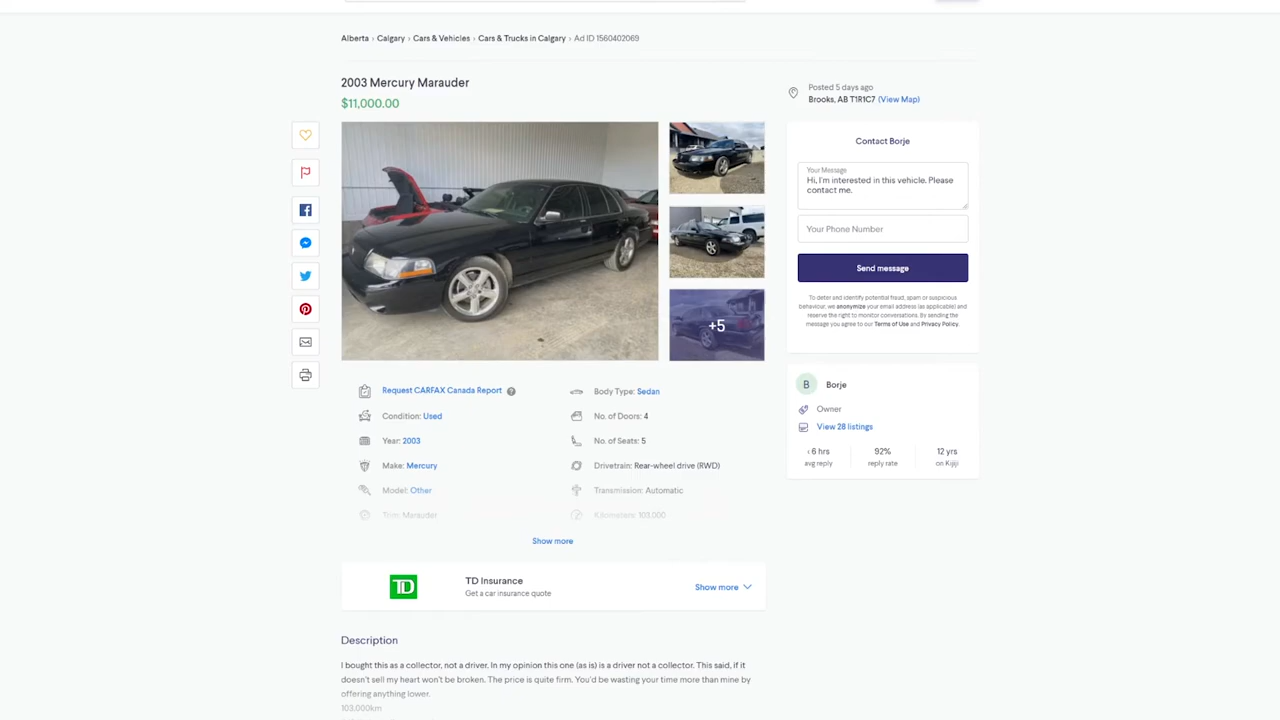 Alberta › Calgary › Cars & Vehicles › Cars & Trucks in Calgary › Ad ID 1560402069
2003 Mercury Marauder
$11,000.00
Posted 5 days ago
Brooks, AB T1R1C7 (View Map)
+5
Contact Borje
Your Message
Hi, I'm interested in this vehicle. Please
contact me.
Your Phone Number
Send message
To deter and identify potential fraud, spam or suspicious
behaviour, we anonymize your email address (as applicable) and
reserve the right to monitor conversations. By sending the
message you agree to our Terms of Use and Privacy Policy.
B Borje
Owner
View 28 listings
< 6 hrs 92% 12 yrs
avg reply reply rate on Kijiji
Request CARFAX Canada Report ?
Body Type: Sedan
Condition: Used
No. of Doors: 4
Year: 2003
No. of Seats: 5
Make: Mercury
Drivetrain: Rear-wheel drive (RWD)
Model: Other
Transmission: Automatic
Trim: Marauder
Kilometers: 103,000
Show more
TD
TD Insurance
Get a car insurance quote
Show more
Description
I bought this as a collector, not a driver. In my opinion this one (as is) is a driver not a collector. This said, if it
doesn't sell my heart won't be broken. The price is quite firm. You'd be wasting your time more than mine by
offering anything lower.
103,000km